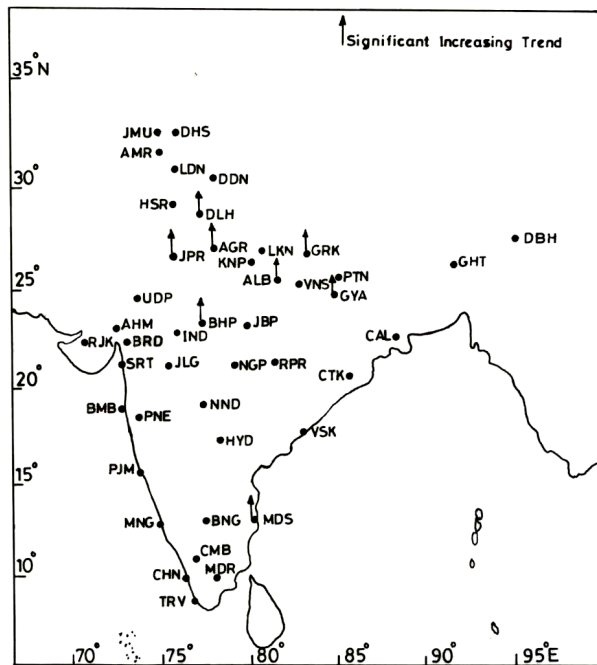 Significant Increasing Trend
35°N
JMU DHS
AMR
LDN
30° DDN
HSR
DLH
JPR AGR LKN GRK DBH
KNP GHT
25° ALB VNS PTN
GYA
UDP
AHM BHP JBP
RJK BRD IND CAL
SRT JLG NGP RPR
20° CTK
BMB PNE NND
HYD VSK
15° PJM
MNG BNG MDS
CMB
10° CHN MDR
TRV
70° 75° 80° 85° 90° 95°E